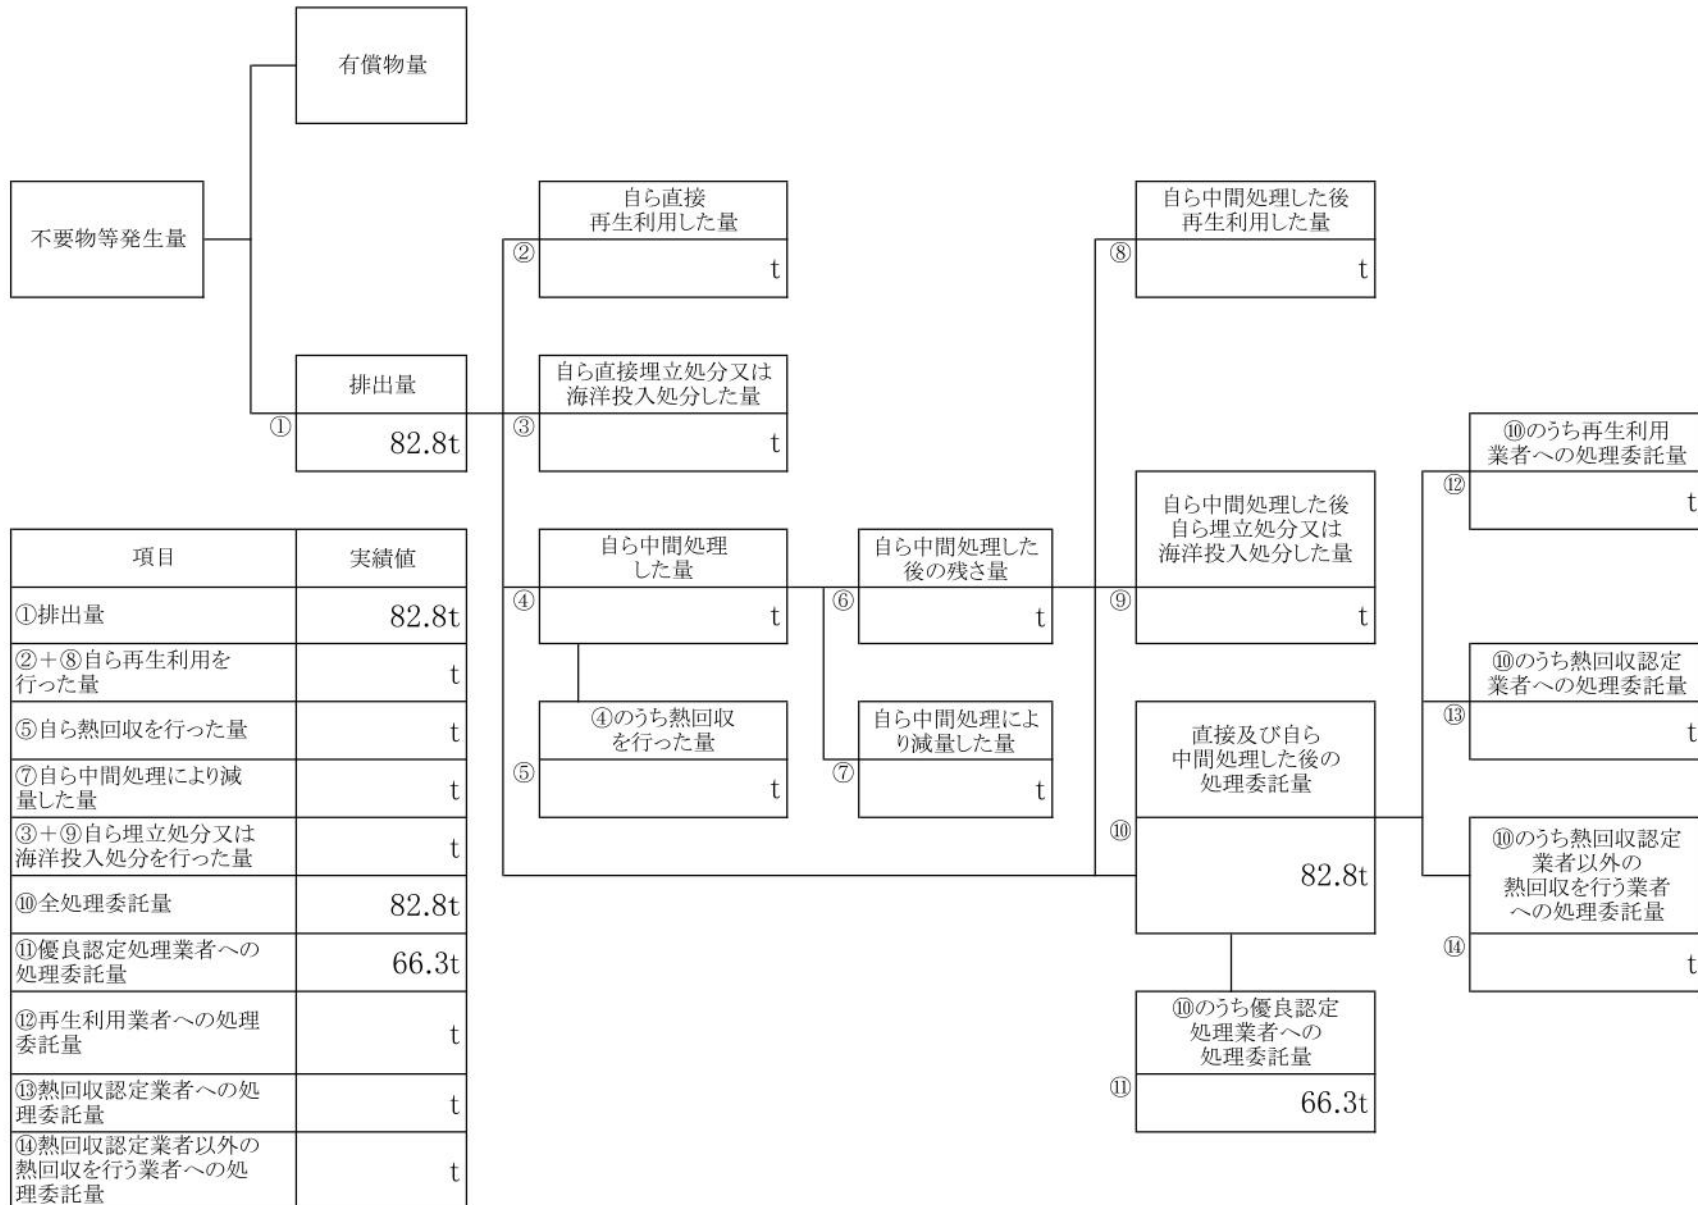 有償物量
不要物等発生量
自ら直接
再生利用した量
②
t
自ら中間処理した後
再生利用した量
⑧
t
排出量
①
82.8t
自ら直接埋立処分又は
海洋投入処分した量
③
t
⑩のうち再生利用
業者への処理委託量
⑫
t
自ら中間処理
した量
④
t
自ら中間処理した
後の残さ量
⑥
t
自ら中間処理した後
自ら埋立処分又は
海洋投入処分した量
⑨
t
⑩のうち熱回収認定
業者への処理委託量
⑬
t
④のうち熱回収
を行った量
⑤
t
自ら中間処理によ
り減量した量
⑦
t
直接及び自ら
中間処理した後の
処理委託量
⑩
82.8t
⑩のうち熱回収認定
業者以外の
熱回収を行う業者
への処理委託量
⑭
t
⑩のうち優良認定
処理業者への
処理委託量
⑪
66.3t
項目 実績値
①排出量 82.8t
②＋⑧自ら再生利用を
行った量 t
⑤自ら熱回収を行った量 t
⑦自ら中間処理により減
量した量 t
③＋⑨自ら埋立処分又は
海洋投入処分を行った量 t
⑩全処理委託量 82.8t
⑪優良認定処理業者への
処理委託量 66.3t
⑫再生利用業者への処理
委託量 t
⑬熱回収認定業者への処
理委託量 t
⑭熱回収認定業者以外の
熱回収を行う業者への処
理委託量 t